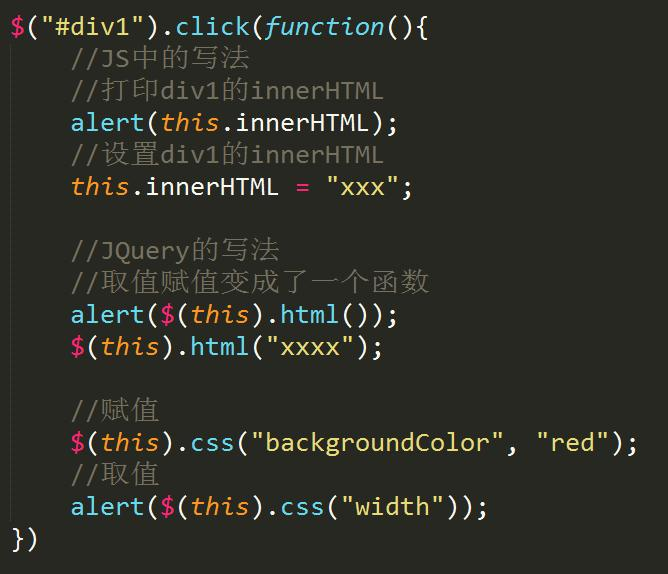 $("#div1").click(function(){
//JS中的写法
//打印div1的innerHTML
alert(this.innerHTML);
//设置div1的innerHTML
this.innerHTML = "xxx";
//JQuery的写法
//取值赋值变成了一个函数
alert($(this).html());
$(this).html("xxxx");
//赋值
$(this).css("backgroundColor", "red");
//取值
alert($(this).css("width"));
})